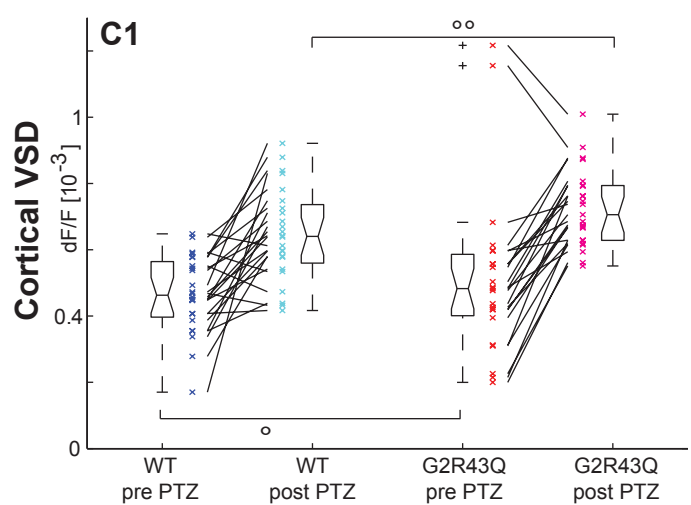 C1
Cortical VSD
dF/F [10⁻³]
1
0.4
0
WT
pre PTZ
WT
post PTZ
G2R43Q
pre PTZ
G2R43Q
post PTZ